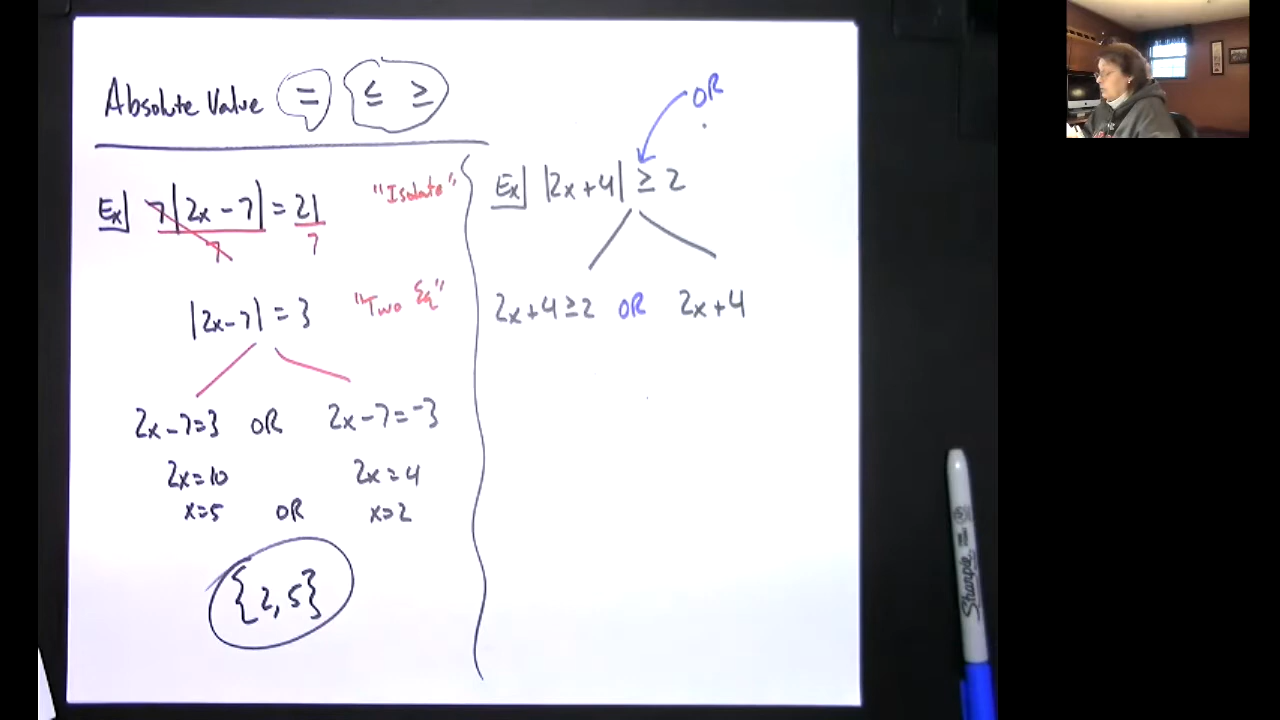 Absolute Value = ≤ ≥
Ex| 7|2x - 7| = 21 "Isolate"
7 7
|2x-7| = 3 "Two Eq"
2x-7=3 OR 2x-7=-3
2x=10 2x=4
x=5 OR x=2
{2,5}
OR
Ex| |2x+4| ≥ 2
2x+4≥2 OR 2x+4
Sharpie